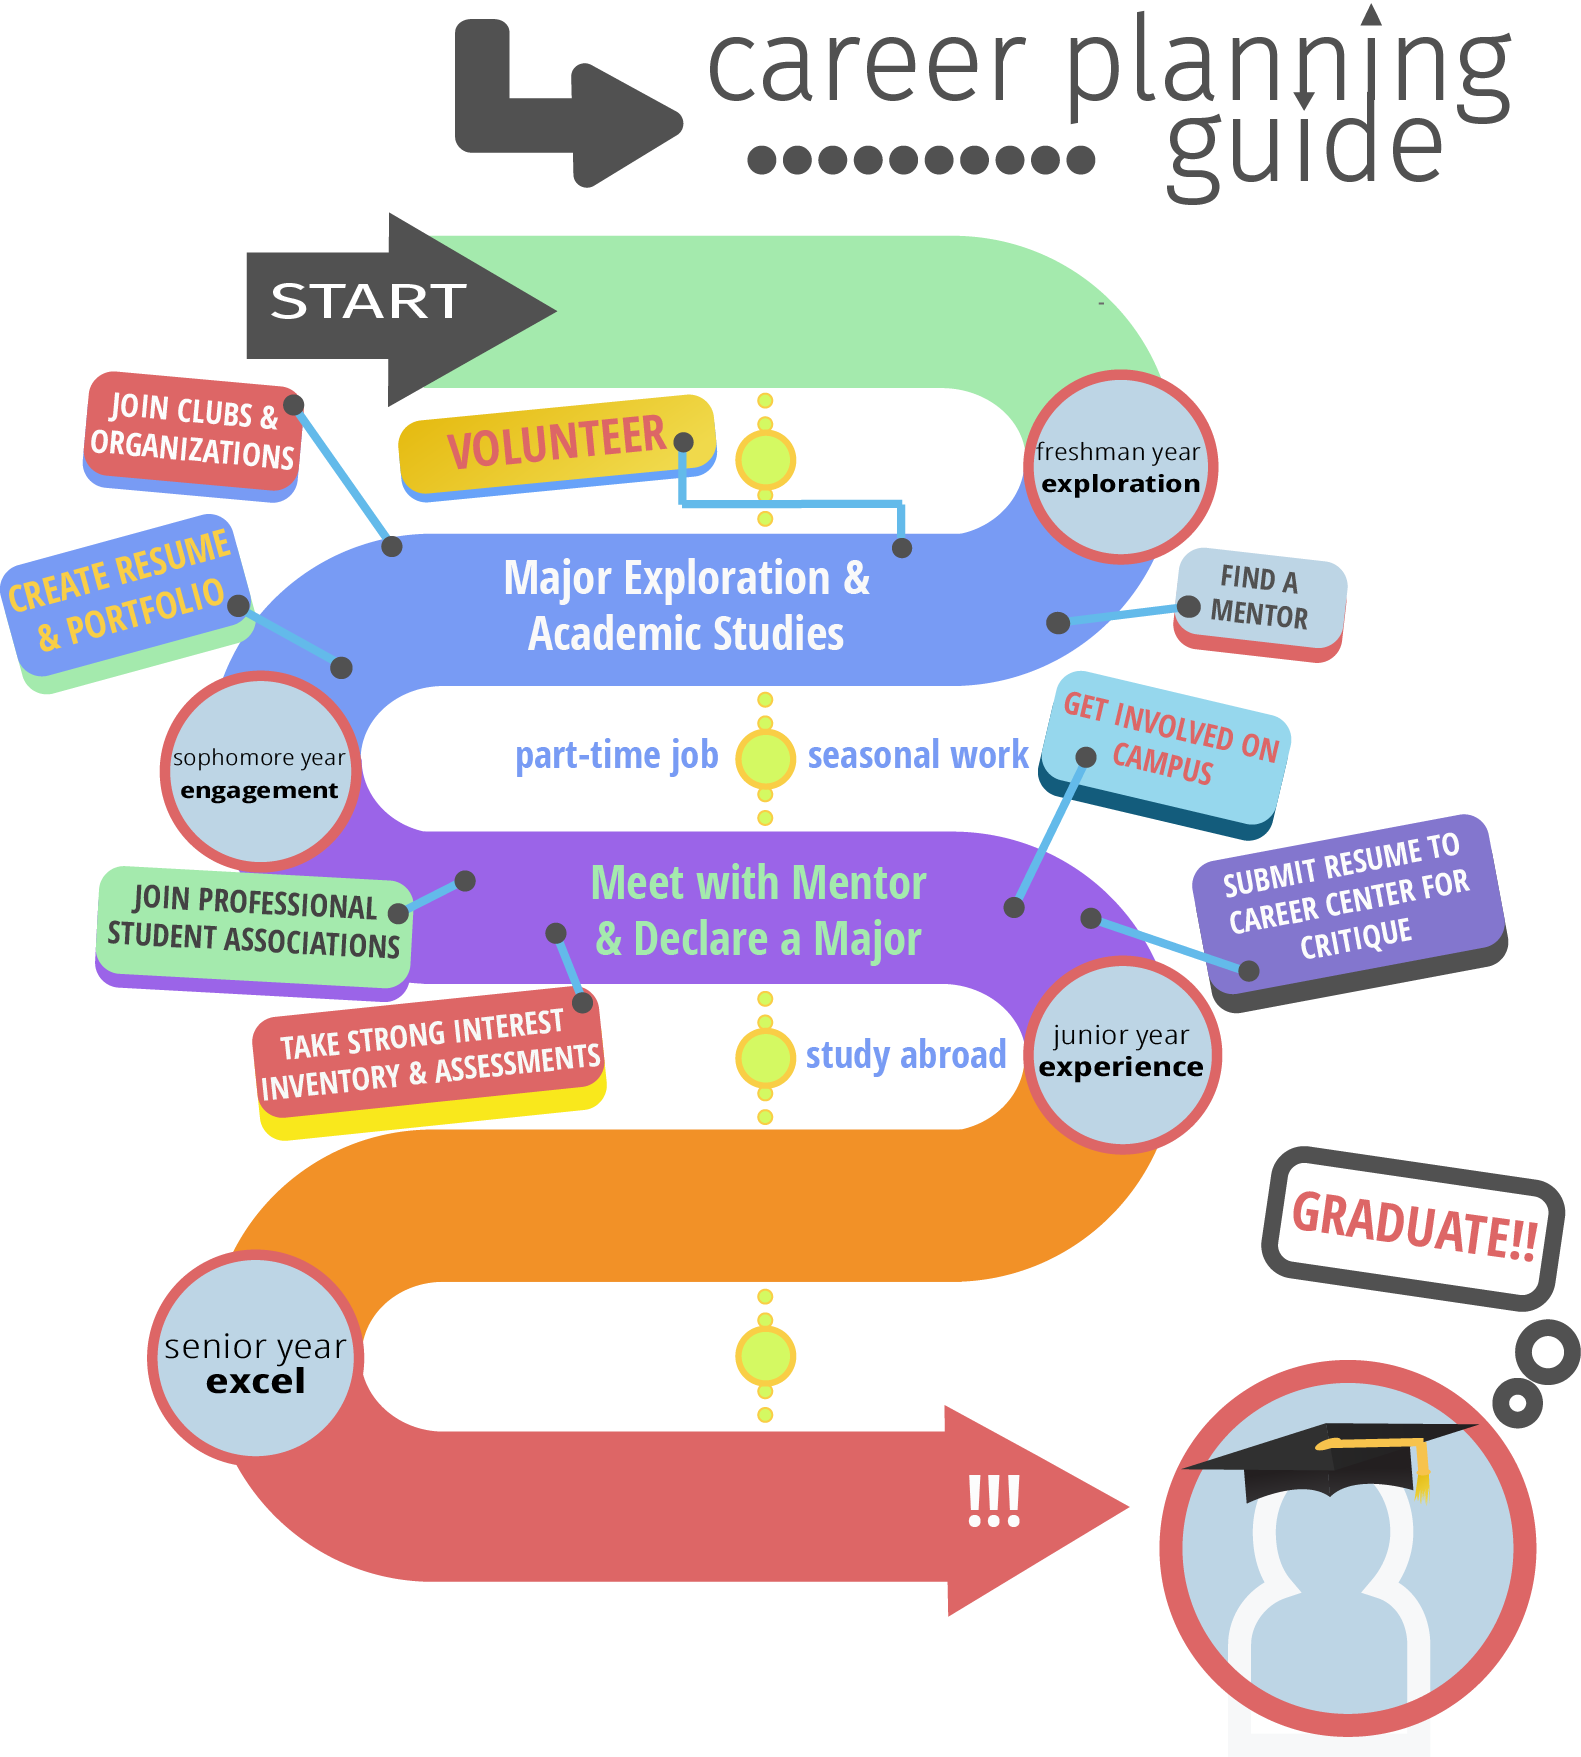 career planning
guide
START
JOIN CLUBS &
ORGANIZATIONS
VOLUNTEER
freshman year
exploration
CREATE RESUME
& PORTFOLIO
Major Exploration &
Academic Studies
FIND A
MENTOR
sophomore year
engagement
part-time job
seasonal work
GET INVOLVED ON
CAMPUS
JOIN PROFESSIONAL
STUDENT ASSOCIATIONS
Meet with Mentor
& Declare a Major
SUBMIT RESUME TO
CAREER CENTER FOR
CRITIQUE
TAKE STRONG INTEREST
INVENTORY & ASSESSMENTS
study abroad
junior year
experience
GRADUATE!!
senior year
excel
!!!